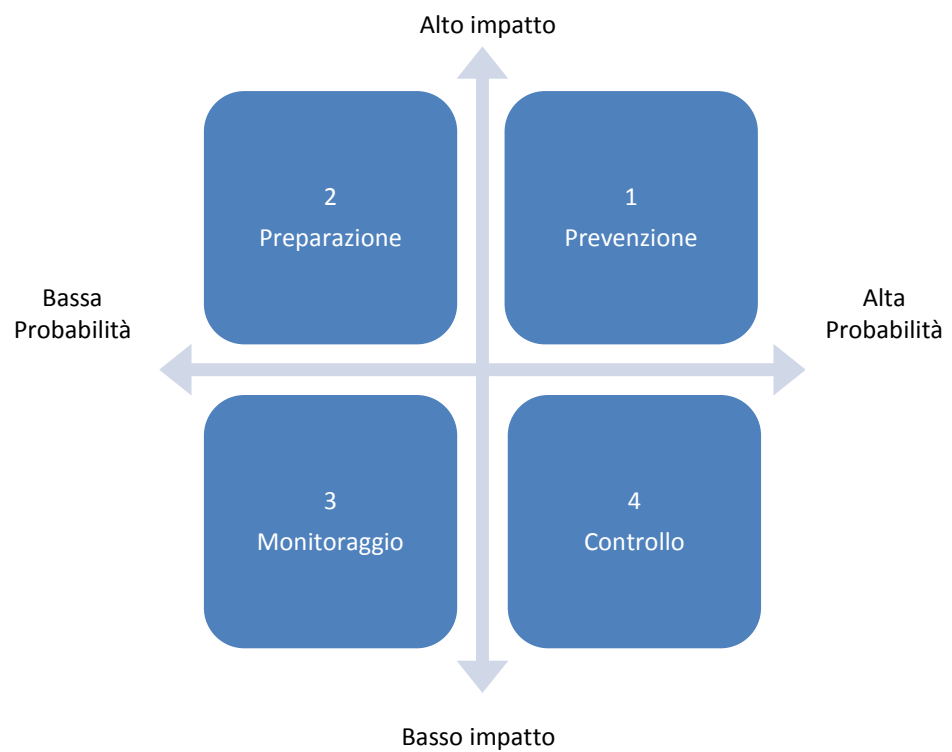 Alto impatto
2
Preparazione
1
Prevenzione
Bassa
Probabilità
Alta
Probabilità
3
Monitoraggio
4
Controllo
Basso impatto